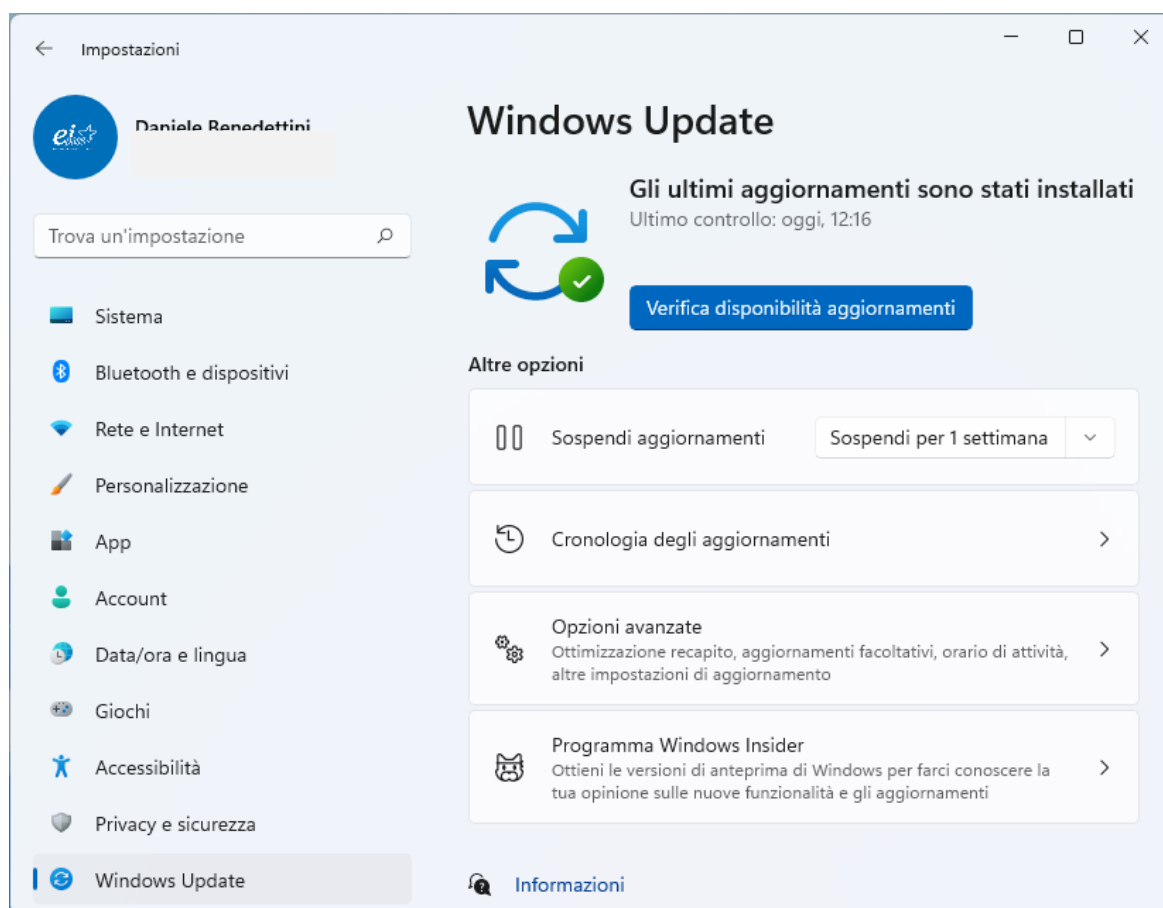 Impostazioni
Daniele Benedettini
Trova un'impostazione
Sistema
Bluetooth e dispositivi
Rete e Internet
Personalizzazione
App
Account
Data/ora e lingua
Giochi
Accessibilità
Privacy e sicurezza
Windows Update
Windows Update
Gli ultimi aggiornamenti sono stati installati
Ultimo controllo: oggi, 12:16
Verifica disponibilità aggiornamenti
Altre opzioni
Sospendi aggiornamenti
Sospendi per 1 settimana
Cronologia degli aggiornamenti
Opzioni avanzate
Ottimizzazione recapito, aggiornamenti facoltativi, orario di attività,
altre impostazioni di aggiornamento
Programma Windows Insider
Ottieni le versioni di anteprima di Windows per farci conoscere la
tua opinione sulle nuove funzionalità e gli aggiornamenti
Informazioni